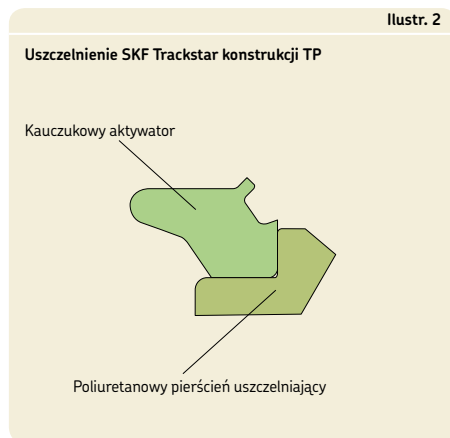 Ilustr. 2
Uszczelnienie SKF Trackstar konstrukcji TP
Kauczukowy aktywator
Poliuretanowy pierścień uszczelniający